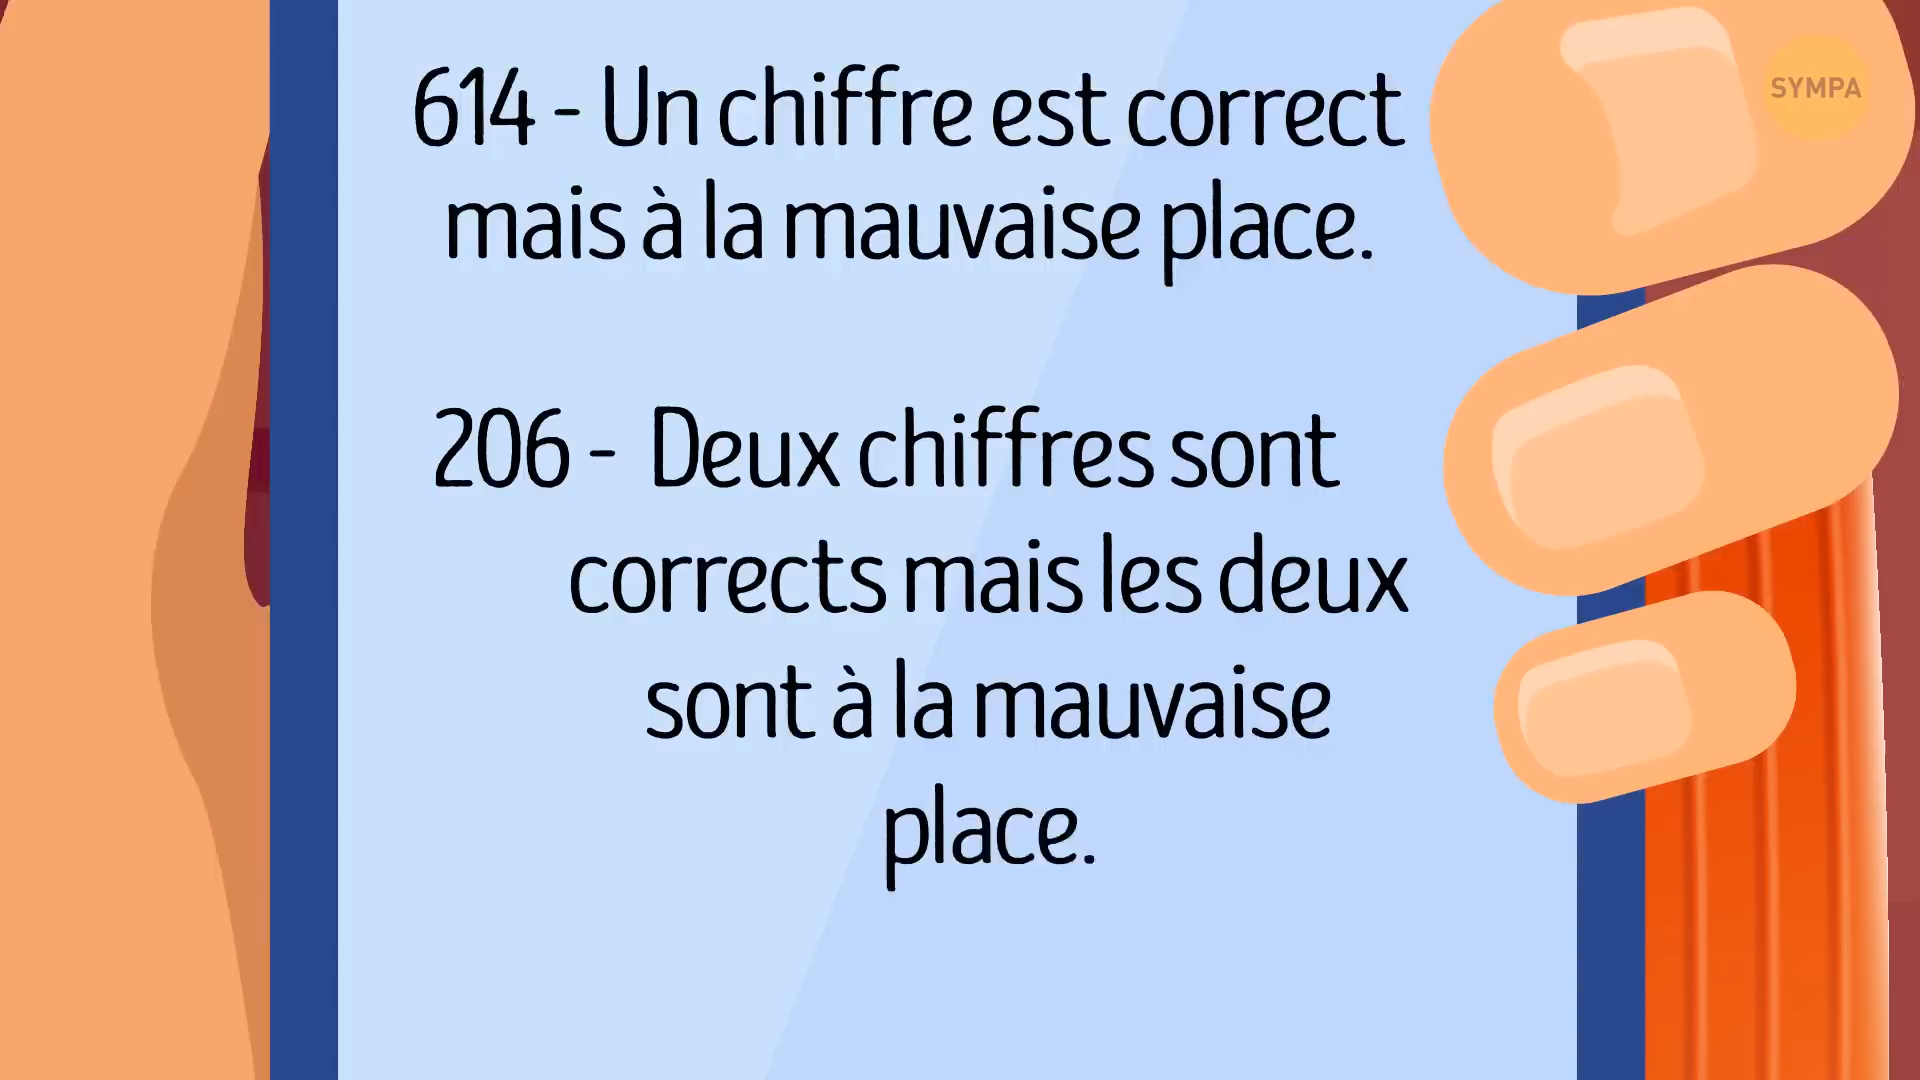 SYMPA
614 - Un chiffre est correct
mais à la mauvaise place.
206 - Deux chiffres sont
corrects mais les deux
sont à la mauvaise
place.